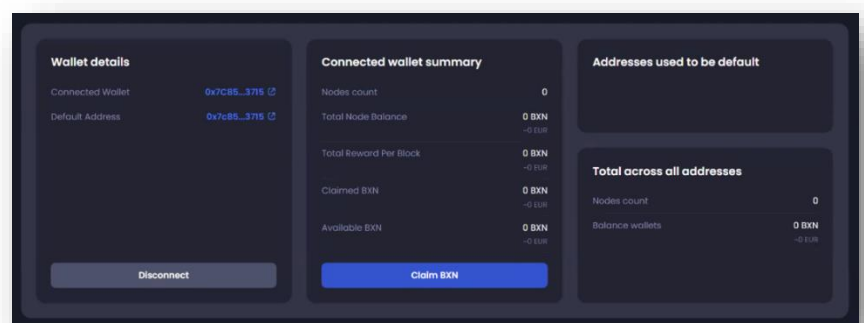 Wallet details
Connected Wallet 0x7C85...3715
Default Address 0x7c85...3715
Disconnect
Connected wallet summary
Nodes count 0
Total Node Balance 0 BXN
~0 EUR
Total Reward Per Block 0 BXN
~0 EUR
Claimed BXN 0 BXN
~0 EUR
Available BXN 0 BXN
~0 EUR
Claim BXN
Addresses used to be default
Total across all addresses
Nodes count 0
Balance wallets 0 BXN
~0 EUR